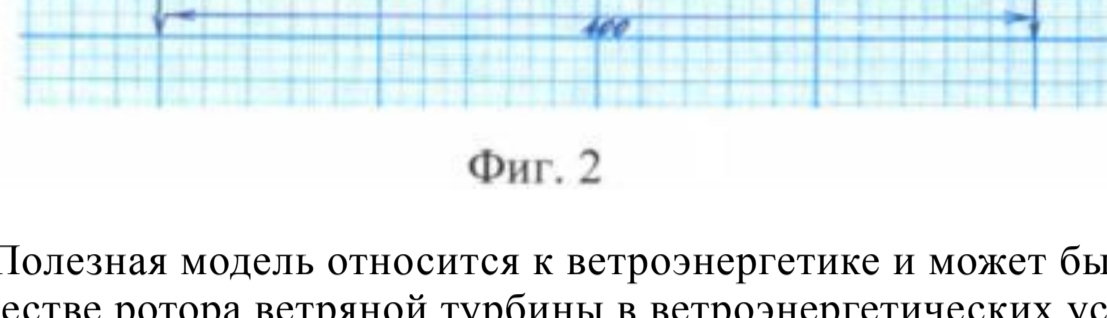 400
Фиг. 2
Полезная модель относится к ветроэнергетике и может бы
естве ротора ветряной турбины в ветроэнергетических ус